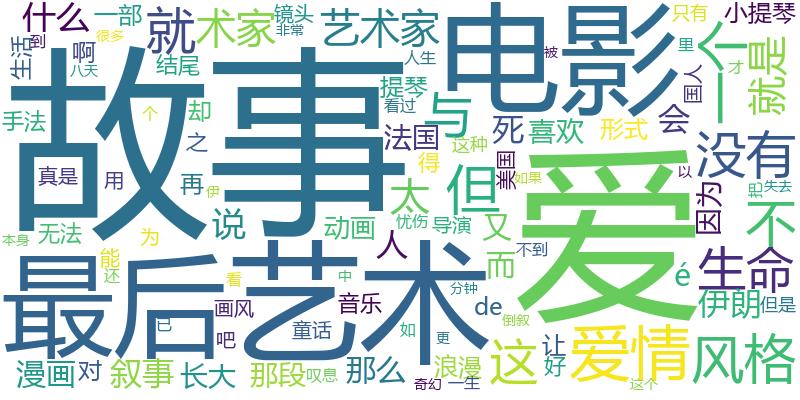 什么 一部 就 术家 镜头 艺术家 电影 只有 小提琴
生活 到 啊 很多 八天 结尾 非常 人生 被 里 一个 就是
手法 个 却 故事 提琴 看过 与 法国 这种 死 喜欢 形式 会 国人 才
真是 用 之 再 伊 说 动画 太 得 但 美国 如果 爱 因为 以 没有 不 却 失去
本身 无法 为 忧伤 导演 人 又 而 不到
能 还 最后 艺术 看 中 分钟 é 生命 伊朗 但是
已 画风 吧 童话 音乐 如 更 de 倒叙
漫画 对 叙事 长大 那段 叹息 那么 奇幻 浪漫 一生 这 让 好 爱情 这个 风格